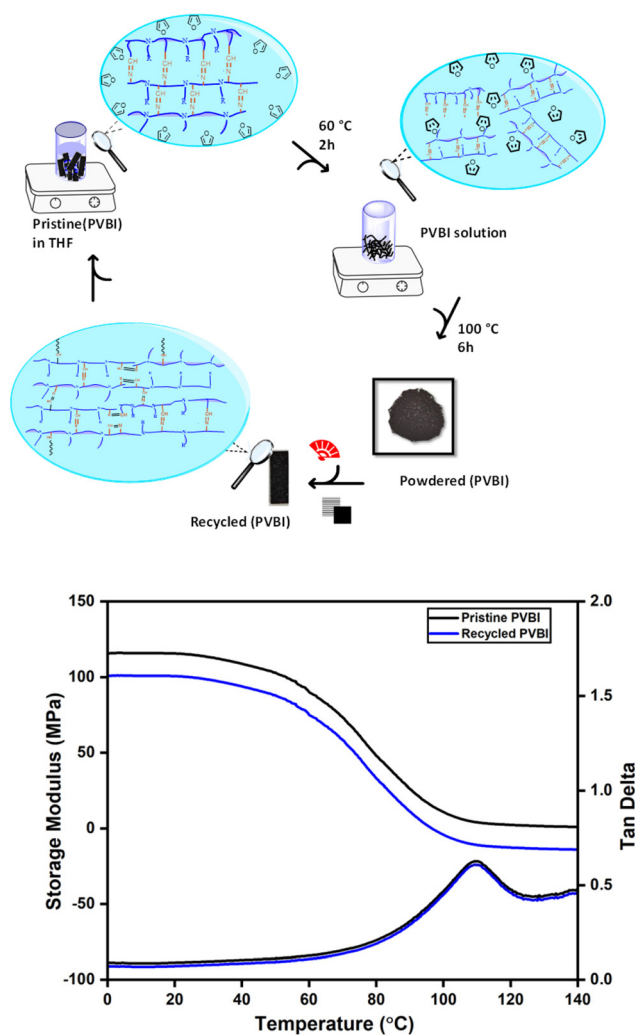 60 °C
2h
Pristine(PVBI)
in THF
PVBI solution
100 °C
6h
Powdered (PVBI)
Recycled (PVBI)
150
100
50
0
-50
-100
Storage Modulus (MPa)
Pristine PVBI
Recycled PVBI
2.0
1.5
1.0
0.5
0.0
Tan Delta
0
20
40
60
80
100
120
140
Temperature (°C)